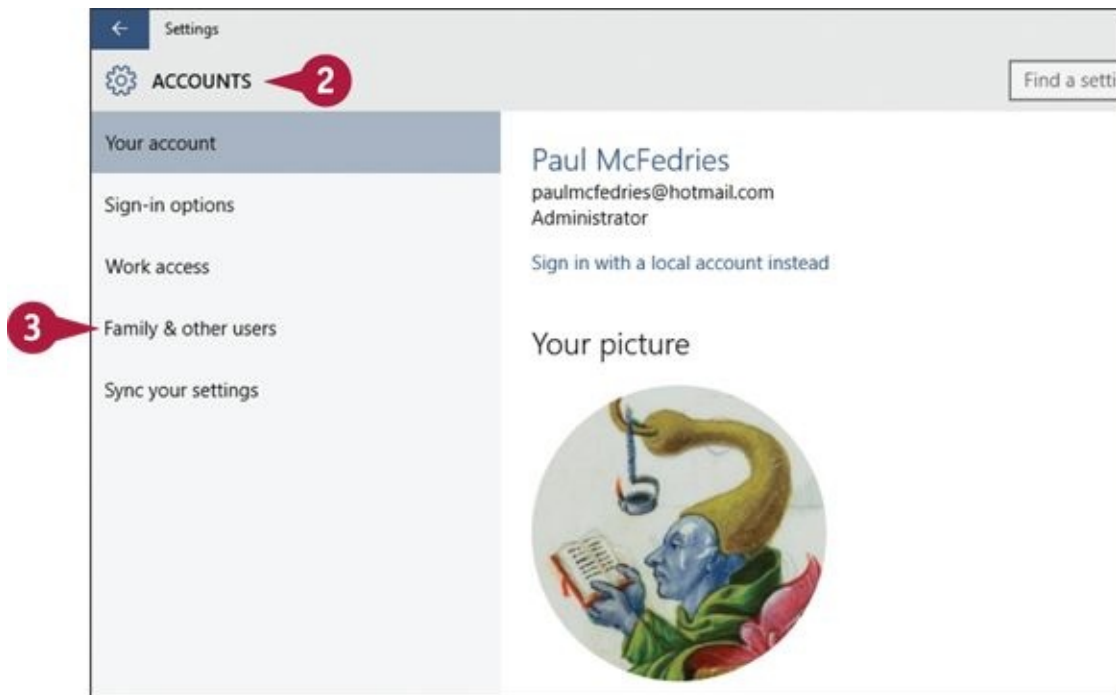 Settings
ACCOUNTS
2
Find a setti
Your account
Sign-in options
Work access
3
Family & other users
Sync your settings
Paul McFedries
paulmcfedries@hotmail.com
Administrator
Sign in with a local account instead
Your picture